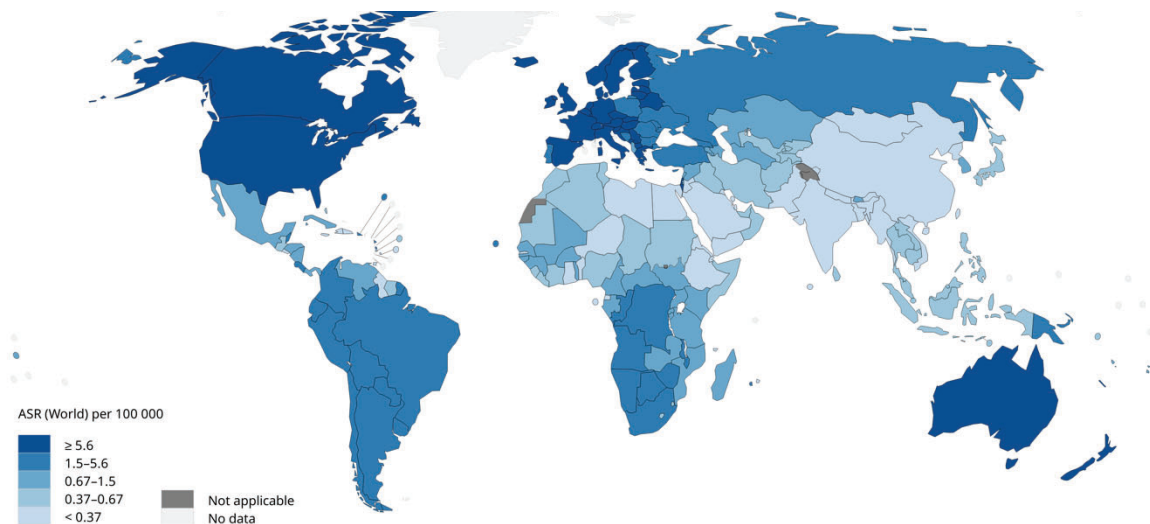 ASR (World) per 100 000
≥ 5.6
1.5–5.6
0.67–1.5
0.37–0.67
< 0.37
Not applicable
No data